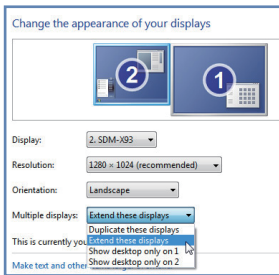 Change the appearance of your displays
2
1
Display: 2. SDM-X93
Resolution: 1280 × 1024 (recommended)
Orientation: Landscape
Multiple displays: Extend these displays
Duplicate these displays
This is currently you
Extend these displays
Show desktop only on 1
Show desktop only on 2
Make text and other